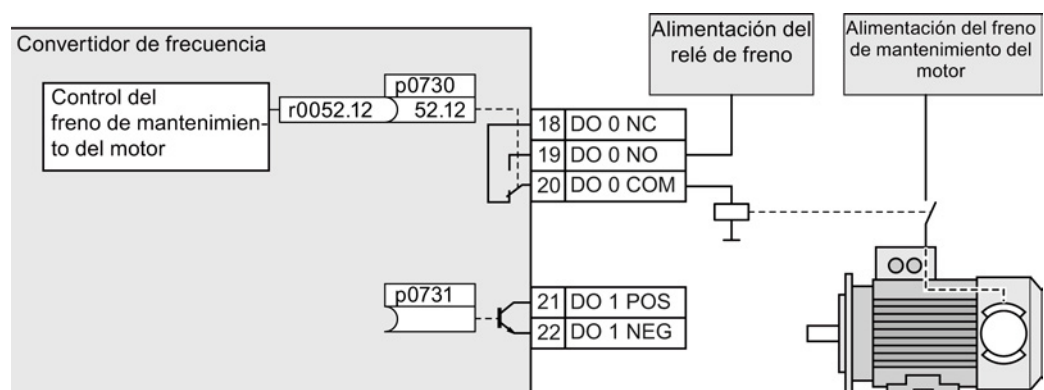 Convertidor de frecuencia
Control del
freno de mantenimien-
to del motor
r0052.12
p0730
52.12
18 DO 0 NC
19 DO 0 NO
20 DO 0 COM
p0731
21 DO 1 POS
22 DO 1 NEG
Alimentación del
relé de freno
Alimentación del freno
de mantenimiento del
motor